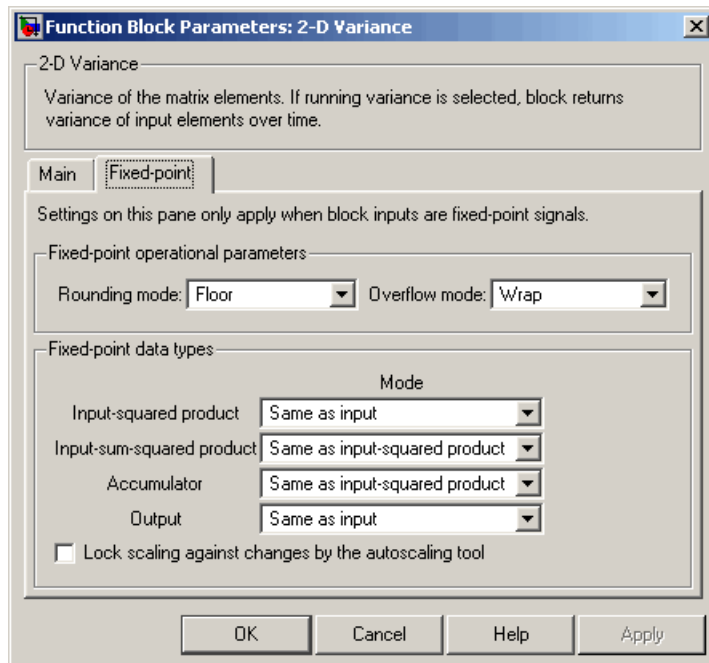 Function Block Parameters: 2-D Variance
2-D Variance
Variance of the matrix elements. If running variance is selected, block returns
variance of input elements over time.
Main Fixed-point
Settings on this pane only apply when block inputs are fixed-point signals.
Fixed-point operational parameters
Rounding mode: Floor Overflow mode: Wrap
Fixed-point data types
Mode
Input-squared product Same as input
Input-sum-squared product Same as input-squared product
Accumulator Same as input-squared product
Output Same as input
Lock scaling against changes by the autoscaling tool
OK Cancel Help Apply